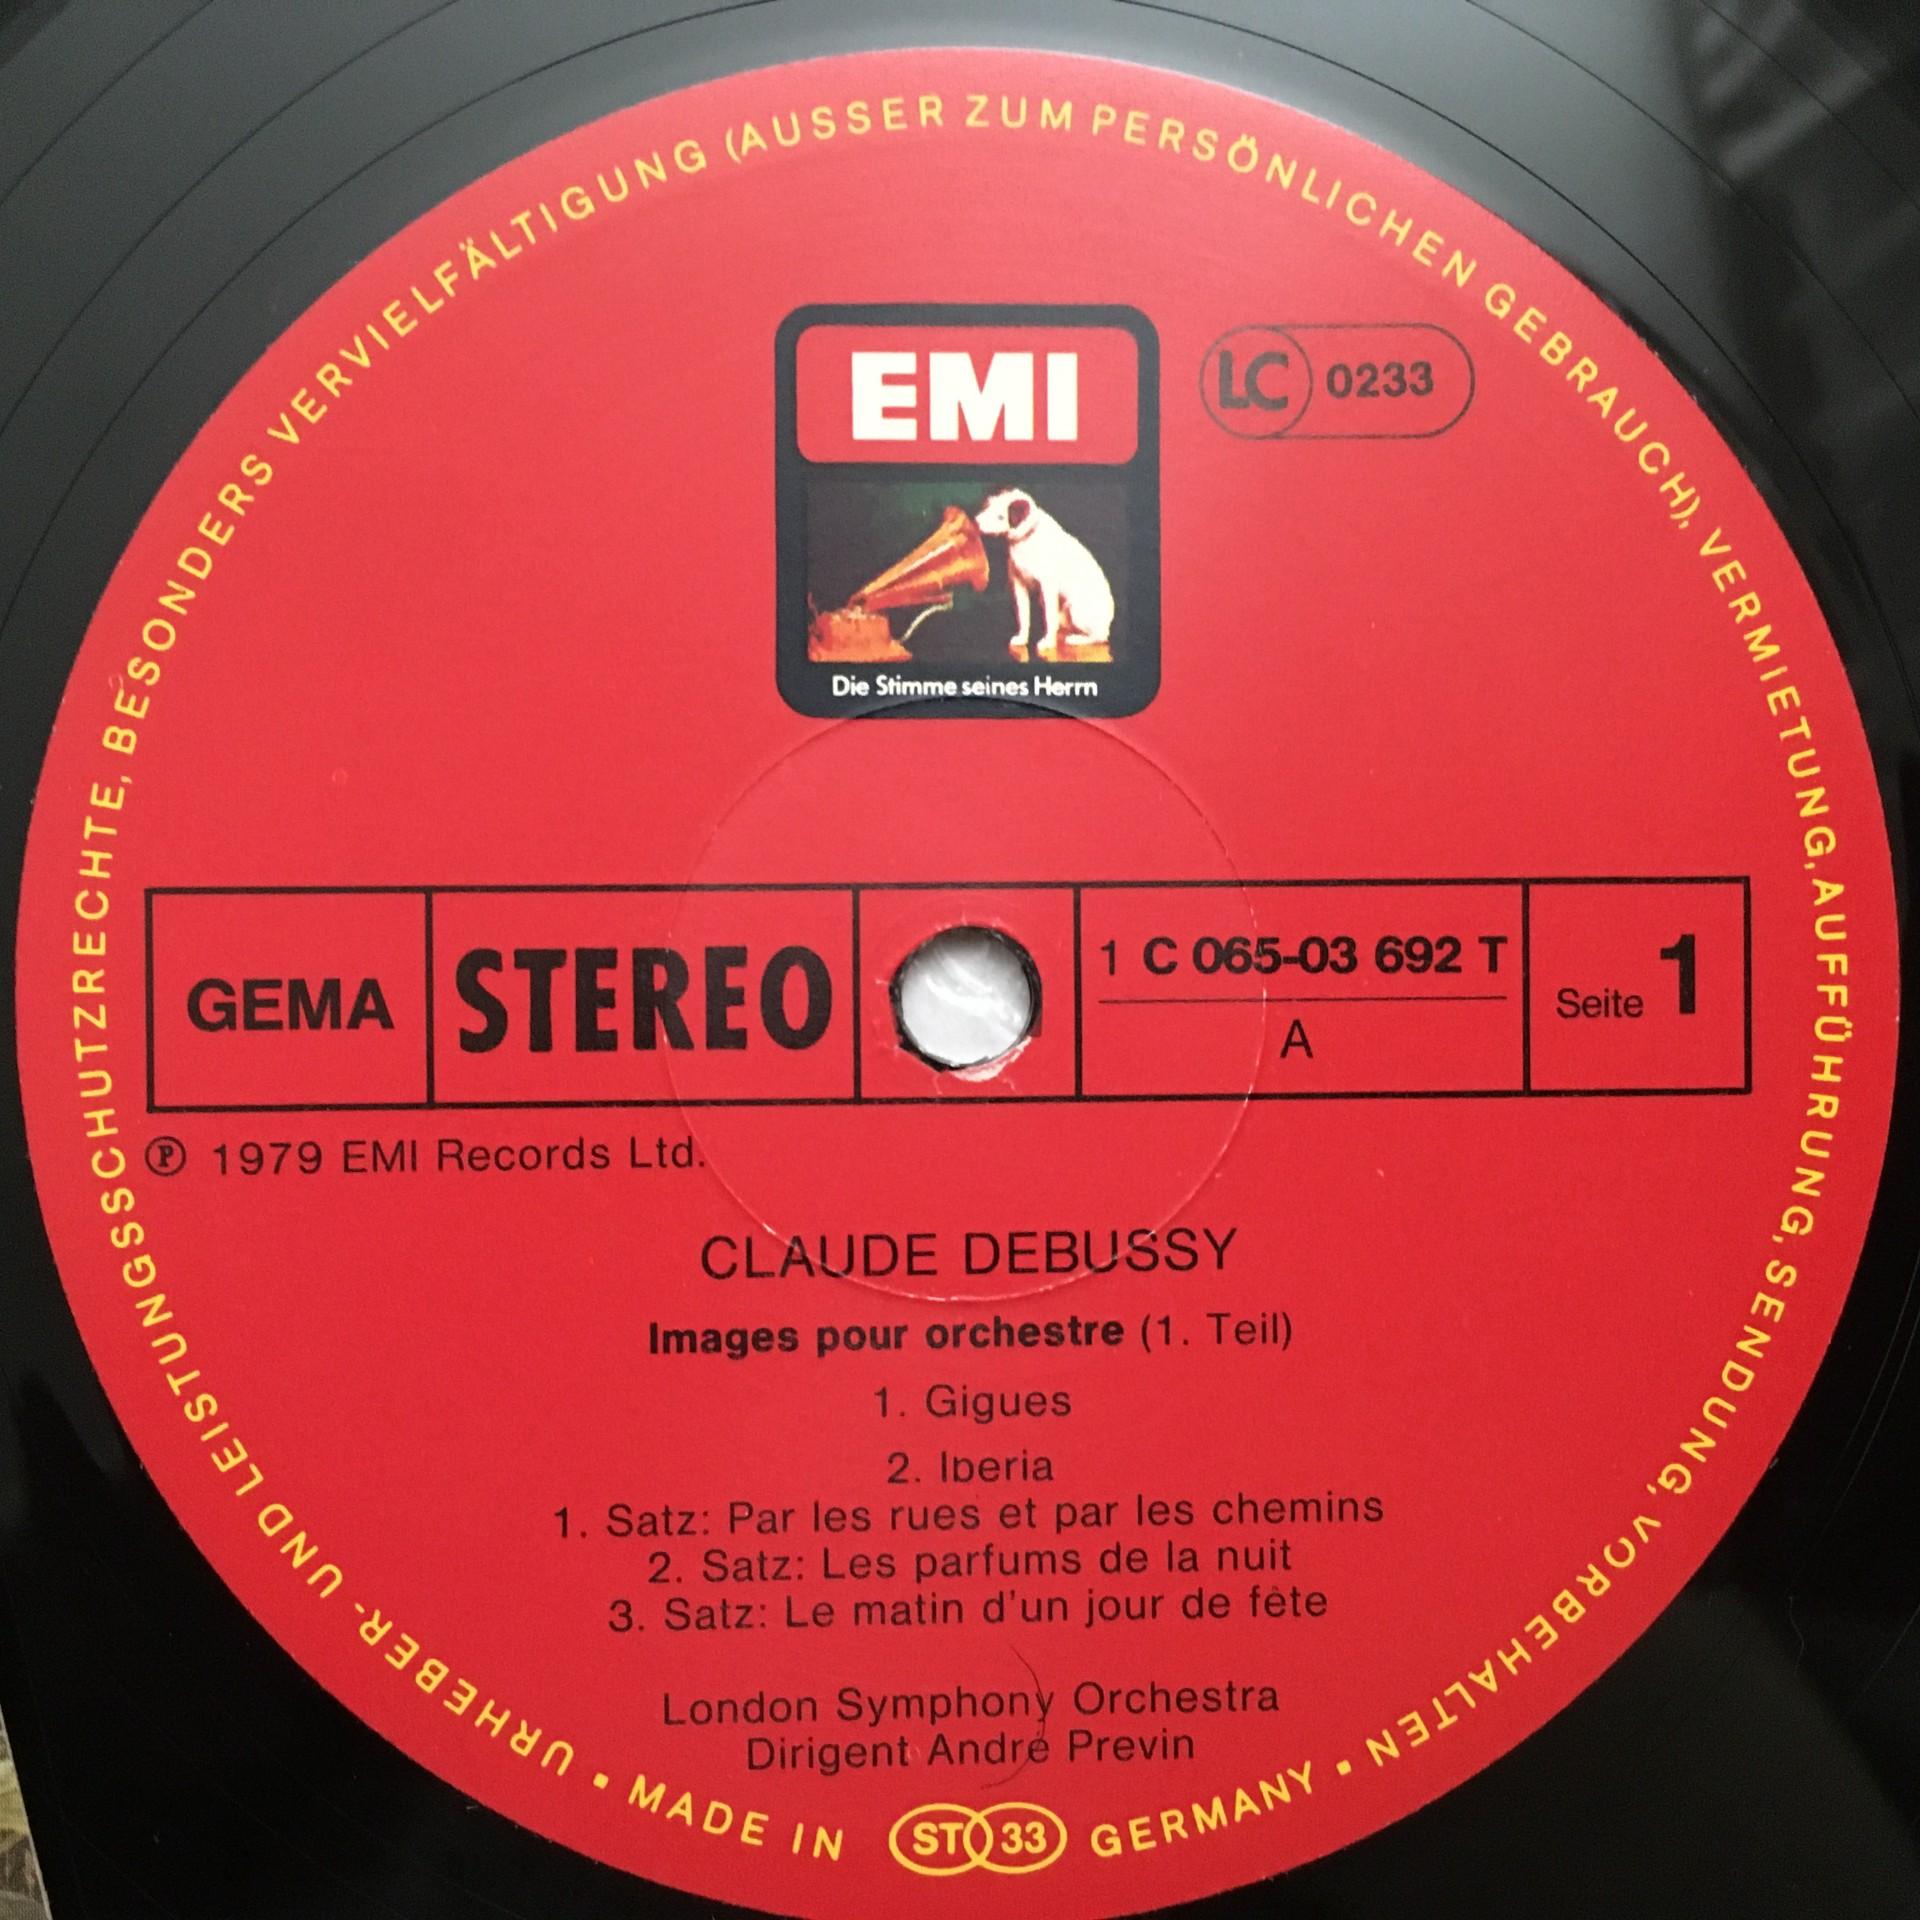 URHEBER- UND LEISTUNGSSCHUTZRECHTE, BESONDERS VERVIELFÄLTIGUNG (AUSSER ZUM PERSÖNLICHEN GEBRAUCH), VERMIETUNG, AUFFÜHRUNG, SENDUNG, VORBEHALTEN •
EMI
LC 0233
Die Stimme seines Herrn
GEMA
STEREO
1 C 065-03 692 T
A
Seite 1
℗ 1979 EMI Records Ltd.
CLAUDE DEBUSSY
Images pour orchestre (1. Teil)
1. Gigues
2. Iberia
1. Satz: Par les rues et par les chemins
2. Satz: Les parfums de la nuit
3. Satz: Le matin d'un jour de fête
London Symphony Orchestra
Dirigent André Previn
• MADE IN ST 33 GERMANY